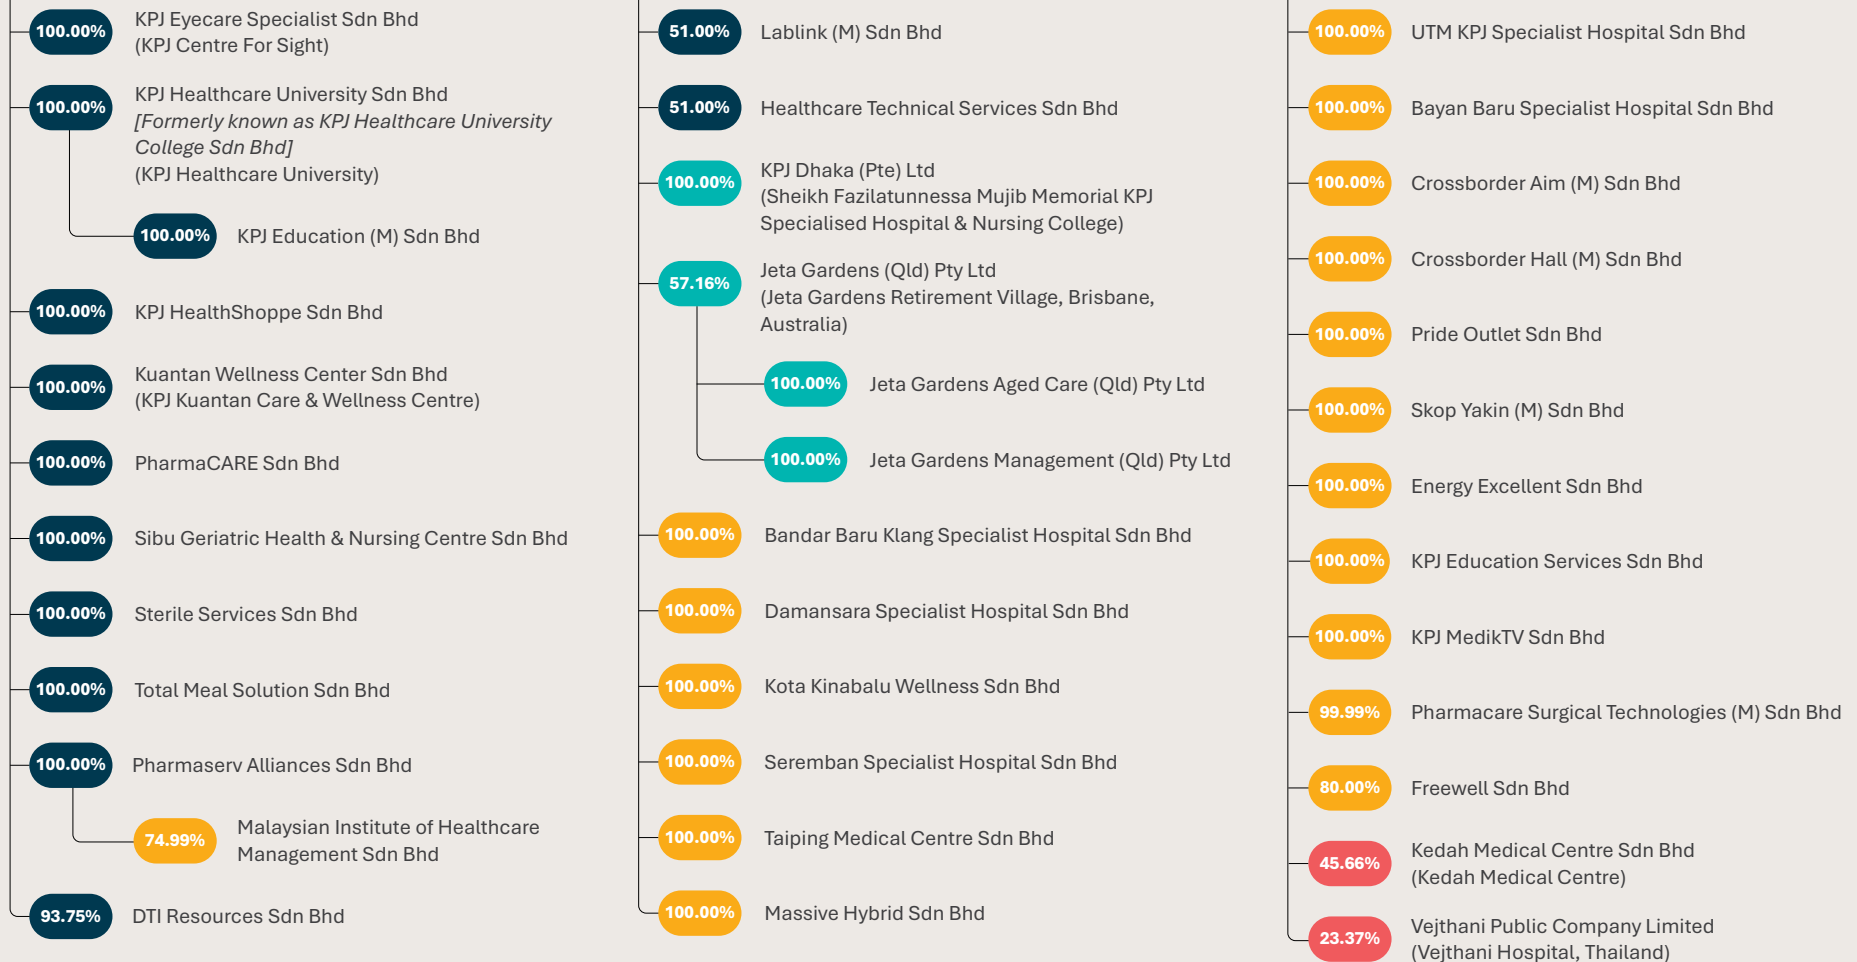 100.00%
KPJ Eyecare Specialist Sdn Bhd
(KPJ Centre For Sight)
100.00%
KPJ Healthcare University Sdn Bhd
[Formerly known as KPJ Healthcare University
College Sdn Bhd]
(KPJ Healthcare University)
100.00%
KPJ Education (M) Sdn Bhd
100.00%
KPJ HealthShoppe Sdn Bhd
100.00%
Kuantan Wellness Center Sdn Bhd
(KPJ Kuantan Care & Wellness Centre)
100.00%
PharmaCARE Sdn Bhd
100.00%
Sibu Geriatric Health & Nursing Centre Sdn Bhd
100.00%
Sterile Services Sdn Bhd
100.00%
Total Meal Solution Sdn Bhd
100.00%
Pharmaserv Alliances Sdn Bhd
74.99%
Malaysian Institute of Healthcare
Management Sdn Bhd
93.75%
DTI Resources Sdn Bhd
51.00%
Lablink (M) Sdn Bhd
51.00%
Healthcare Technical Services Sdn Bhd
100.00%
KPJ Dhaka (Pte) Ltd
(Sheikh Fazilatunnessa Mujib Memorial KPJ
Specialised Hospital & Nursing College)
57.16%
Jeta Gardens (Qld) Pty Ltd
(Jeta Gardens Retirement Village, Brisbane,
Australia)
100.00%
Jeta Gardens Aged Care (Qld) Pty Ltd
100.00%
Jeta Gardens Management (Qld) Pty Ltd
100.00%
Bandar Baru Klang Specialist Hospital Sdn Bhd
100.00%
Damansara Specialist Hospital Sdn Bhd
100.00%
Kota Kinabalu Wellness Sdn Bhd
100.00%
Seremban Specialist Hospital Sdn Bhd
100.00%
Taiping Medical Centre Sdn Bhd
100.00%
Massive Hybrid Sdn Bhd
100.00%
UTM KPJ Specialist Hospital Sdn Bhd
100.00%
Bayan Baru Specialist Hospital Sdn Bhd
100.00%
Crossborder Aim (M) Sdn Bhd
100.00%
Crossborder Hall (M) Sdn Bhd
100.00%
Pride Outlet Sdn Bhd
100.00%
Skop Yakin (M) Sdn Bhd
100.00%
Energy Excellent Sdn Bhd
100.00%
KPJ Education Services Sdn Bhd
100.00%
KPJ MedikTV Sdn Bhd
99.99%
Pharmacare Surgical Technologies (M) Sdn Bhd
80.00%
Freewell Sdn Bhd
45.66%
Kedah Medical Centre Sdn Bhd
(Kedah Medical Centre)
23.37%
Vejthani Public Company Limited
(Vejthani Hospital, Thailand)